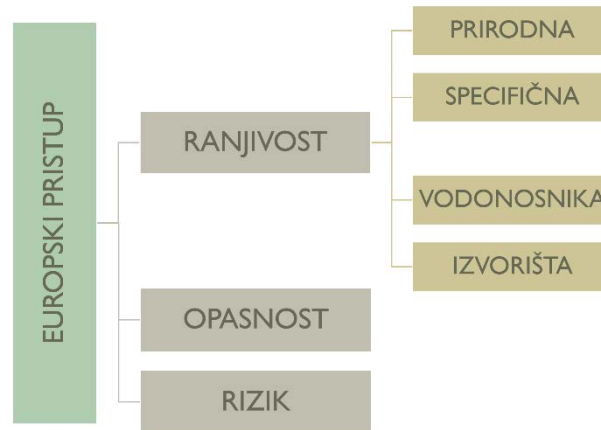 EUROPSKI PRISTUP
RANJIVOST
PRIRODNA
SPECIFIČNA
VODONOSNIKA
IZVORIŠTA
OPASNOST
RIZIK